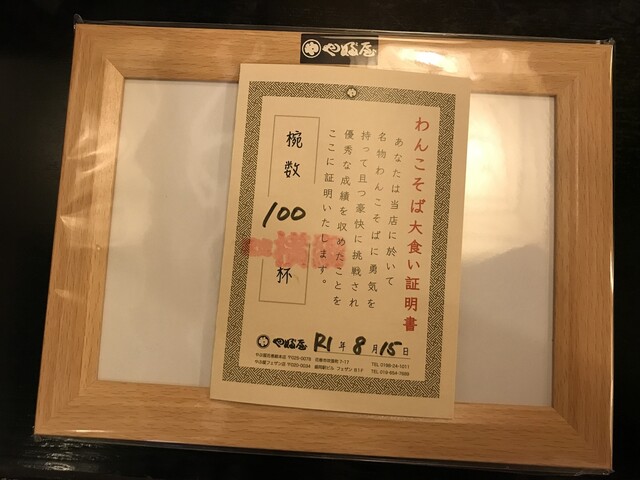 やぶ屋
わんこそば大食い証明書
あなたは当店に於いて
名物わんこそばに勇気を
持って且つ豪快に挑戦され
優秀な成績を収めたことを
ここに証明いたします。
椀数
100
杯
やぶ屋 R1年8月15日